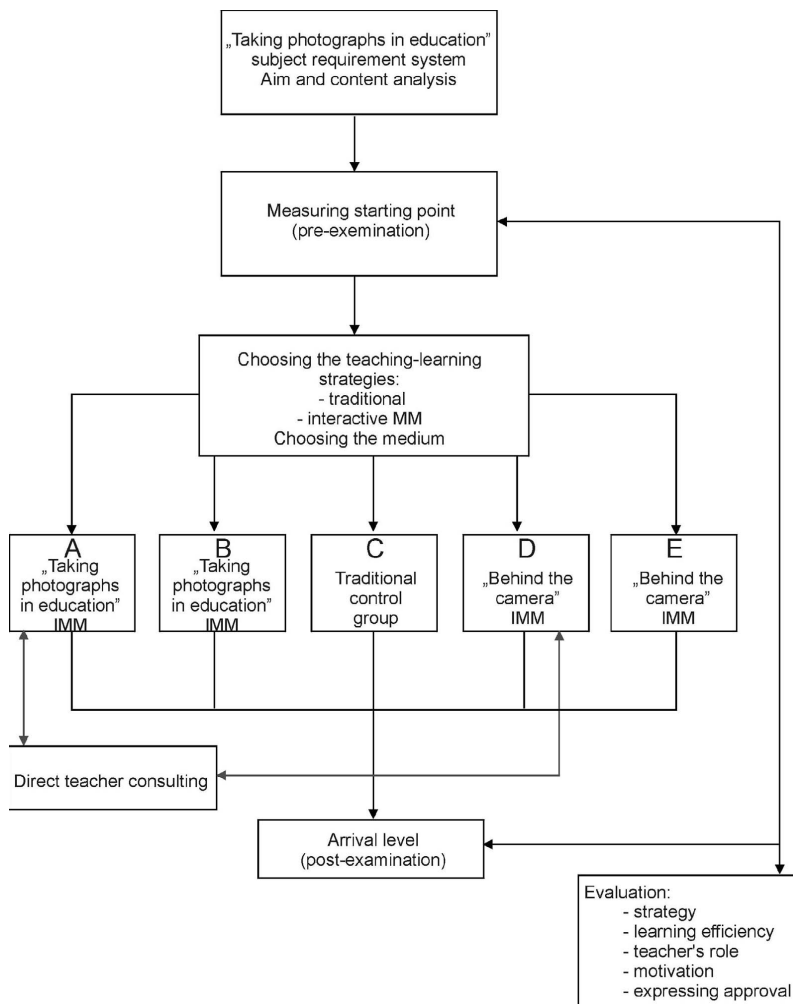 „Taking photographs in education”
subject requirement system
Aim and content analysis
Measuring starting point
(pre-exemination)
Choosing the teaching-learning
strategies:
- traditional
- interactive MM
Choosing the medium
A
„Taking
photographs
in education”
IMM
B
„Taking
photographs
in education”
IMM
C
Traditional
control
group
D
„Behind the
camera”
IMM
E
„Behind the
camera”
IMM
Direct teacher consulting
Arrival level
(post-examination)
Evaluation:
- strategy
- learning efficiency
- teacher's role
- motivation
- expressing approval